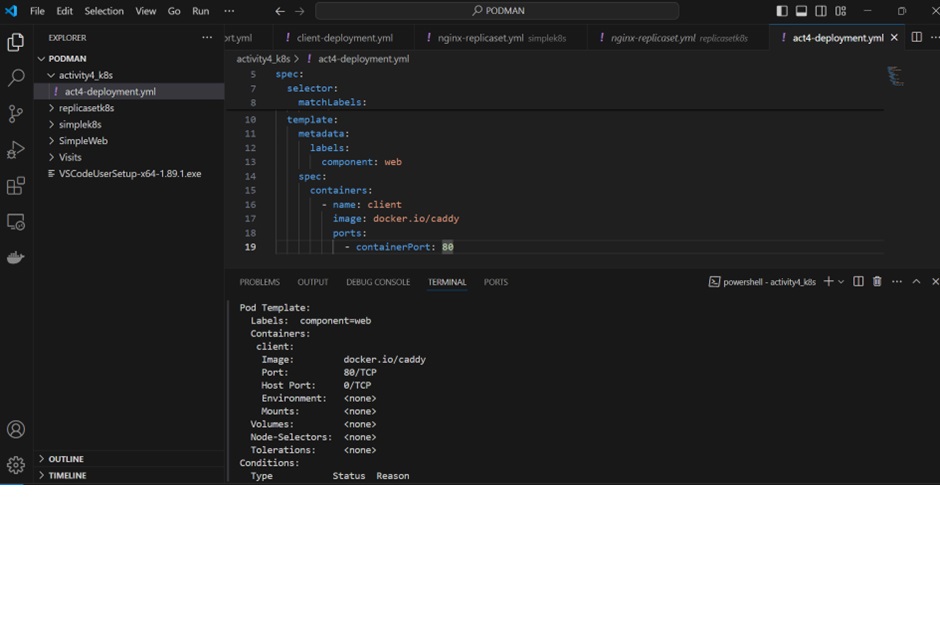 File Edit Selection View Go Run ··· PODMAN
EXPLORER ···
PODMAN
activity4_k8s
! act4-deployment.yml
replicasetk8s
simplek8s
SimpleWeb
Visits
VSCodeUserSetup-x64-1.89.1.exe
OUTLINE
TIMELINE
ort.yml ! client-deployment.yml ! nginx-replicaset.yml simplek8s ! nginx-replicaset.yml replicasetk8s ! act4-deployment.yml
activity4_k8s > ! act4-deployment.yml
5 spec:
7 selector:
8 matchLabels:
10 template:
11 metadata:
12 labels:
13 component: web
14 spec:
15 containers:
16 - name: client
17 image: docker.io/caddy
18 ports:
19 - containerPort: 80
PROBLEMS OUTPUT DEBUG CONSOLE TERMINAL PORTS powershell - activity4_k8s
Pod Template:
Labels: component=web
Containers:
client:
Image: docker.io/caddy
Port: 80/TCP
Host Port: 0/TCP
Environment: <none>
Mounts: <none>
Volumes: <none>
Node-Selectors: <none>
Tolerations: <none>
Conditions:
Type Status Reason